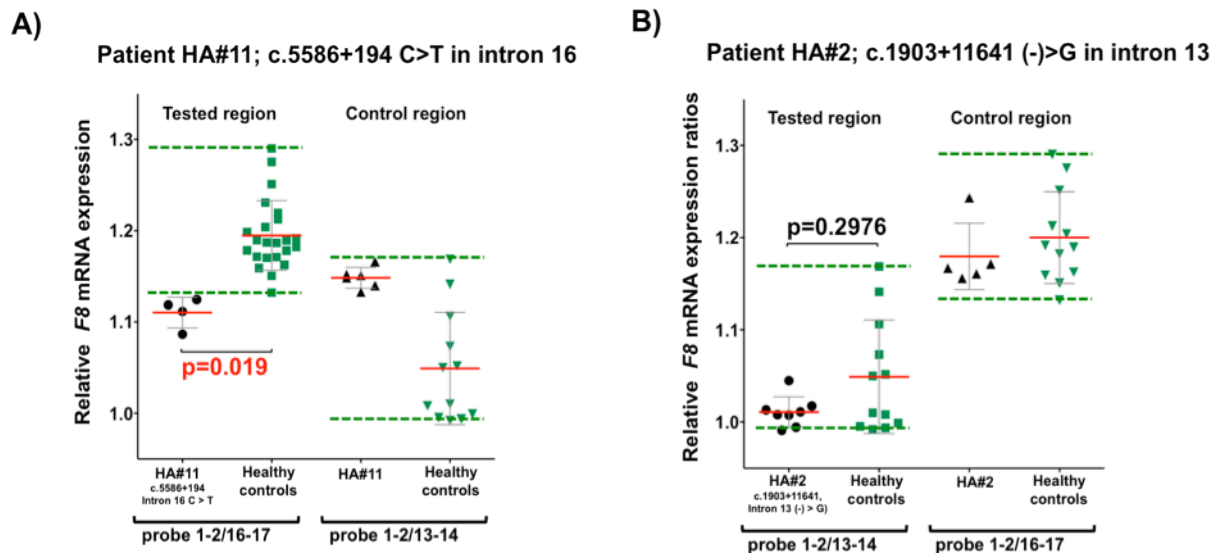 A)
Patient HA#11; c.5586+194 C>T in intron 16
Relative F8 mRNA expression
Tested region
Control region
1.3
1.2
1.1
1.0
p=0.019
HA#11
c.5586+194
Intron 16 C > T
Healthy
controls
HA#11
Healthy
controls
probe 1-2/16-17
probe 1-2/13-14
B)
Patient HA#2; c.1903+11641 (-)>G in intron 13
Relative F8 mRNA expression ratios
Tested region
Control region
1.3
1.2
1.1
1.0
p=0.2976
HA#2
c.1903+11641,
Intron 13 (-) > G)
Healthy
controls
HA#2
Healthy
controls
probe 1-2/13-14
probe 1-2/16-17